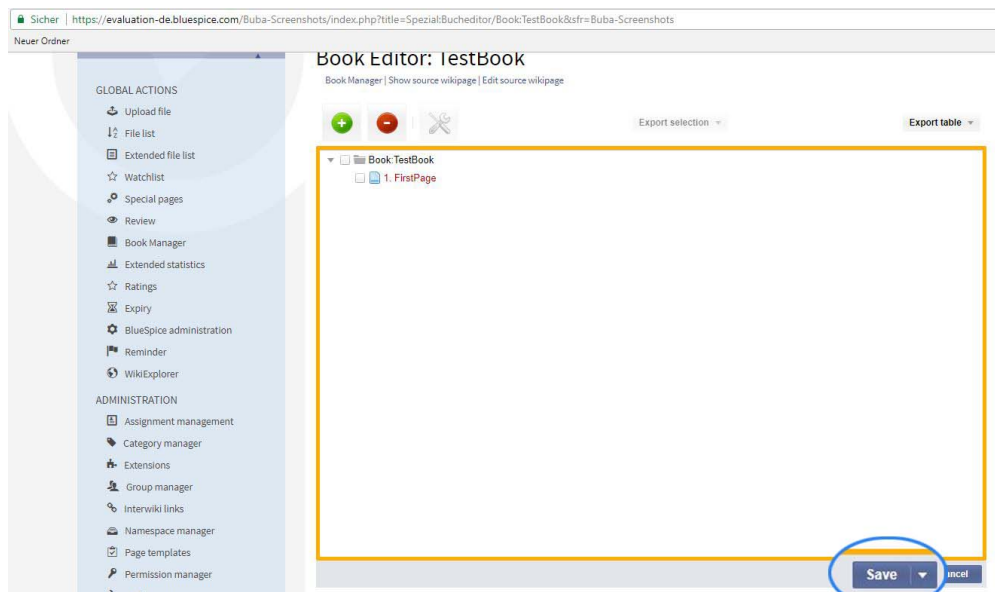 Sicher | https://evaluation-de.bluespice.com/Buba-Screenshots/index.php?title=Spezial:Bucheditor/Book:TestBook&sfr=Buba-Screenshots
Neuer Ordner
Book Editor: TestBook
Book Manager | Show source wikipage | Edit source wikipage
GLOBAL ACTIONS
Upload file
File list
Extended file list
Watchlist
Special pages
Review
Book Manager
Extended statistics
Ratings
Expiry
BlueSpice administration
Reminder
WikiExplorer
ADMINISTRATION
Assignment management
Category manager
Extensions
Group manager
Interwiki links
Namespace manager
Page templates
Permission manager
Export selection
Export table
Book:TestBook
1. FirstPage
Save
ncel